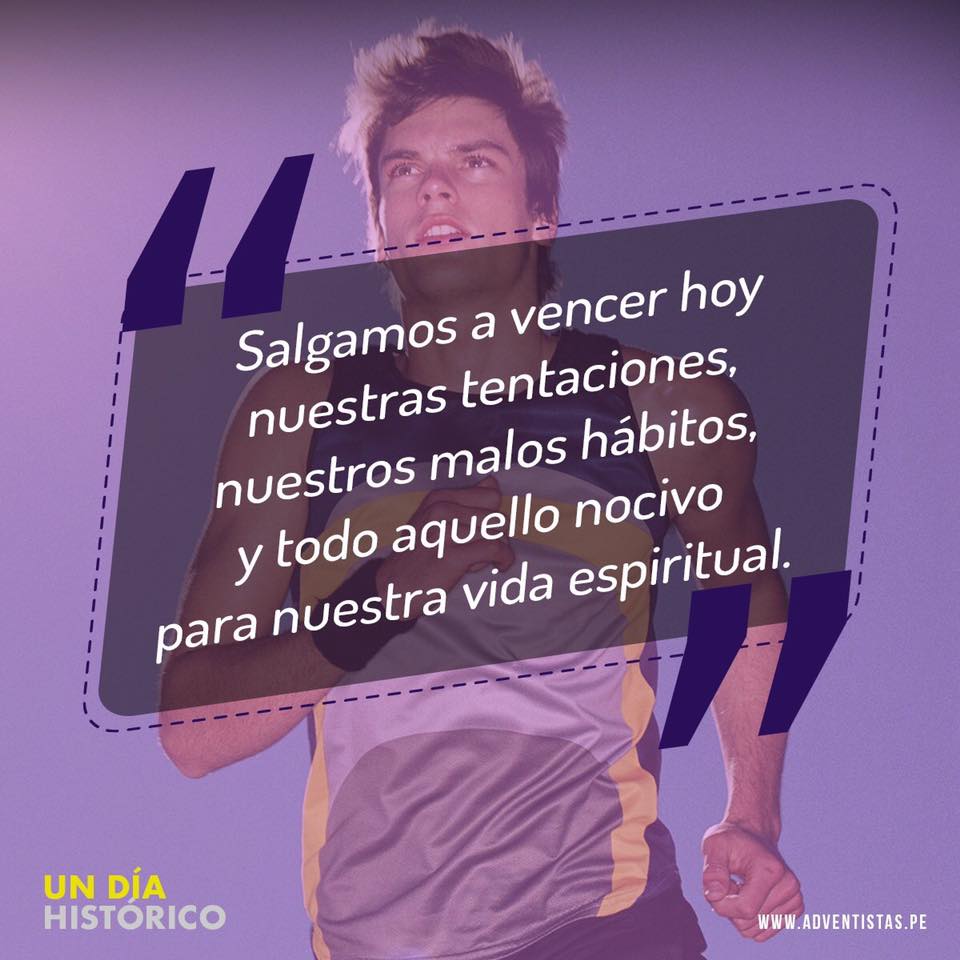 Salgamos a vencer hoy
nuestras tentaciones,
nuestros malos hábitos,
y todo aquello nocivo
para nuestra vida espiritual.
UN DÍA
HISTÓRICO
WWW.ADVENTISTAS.PE